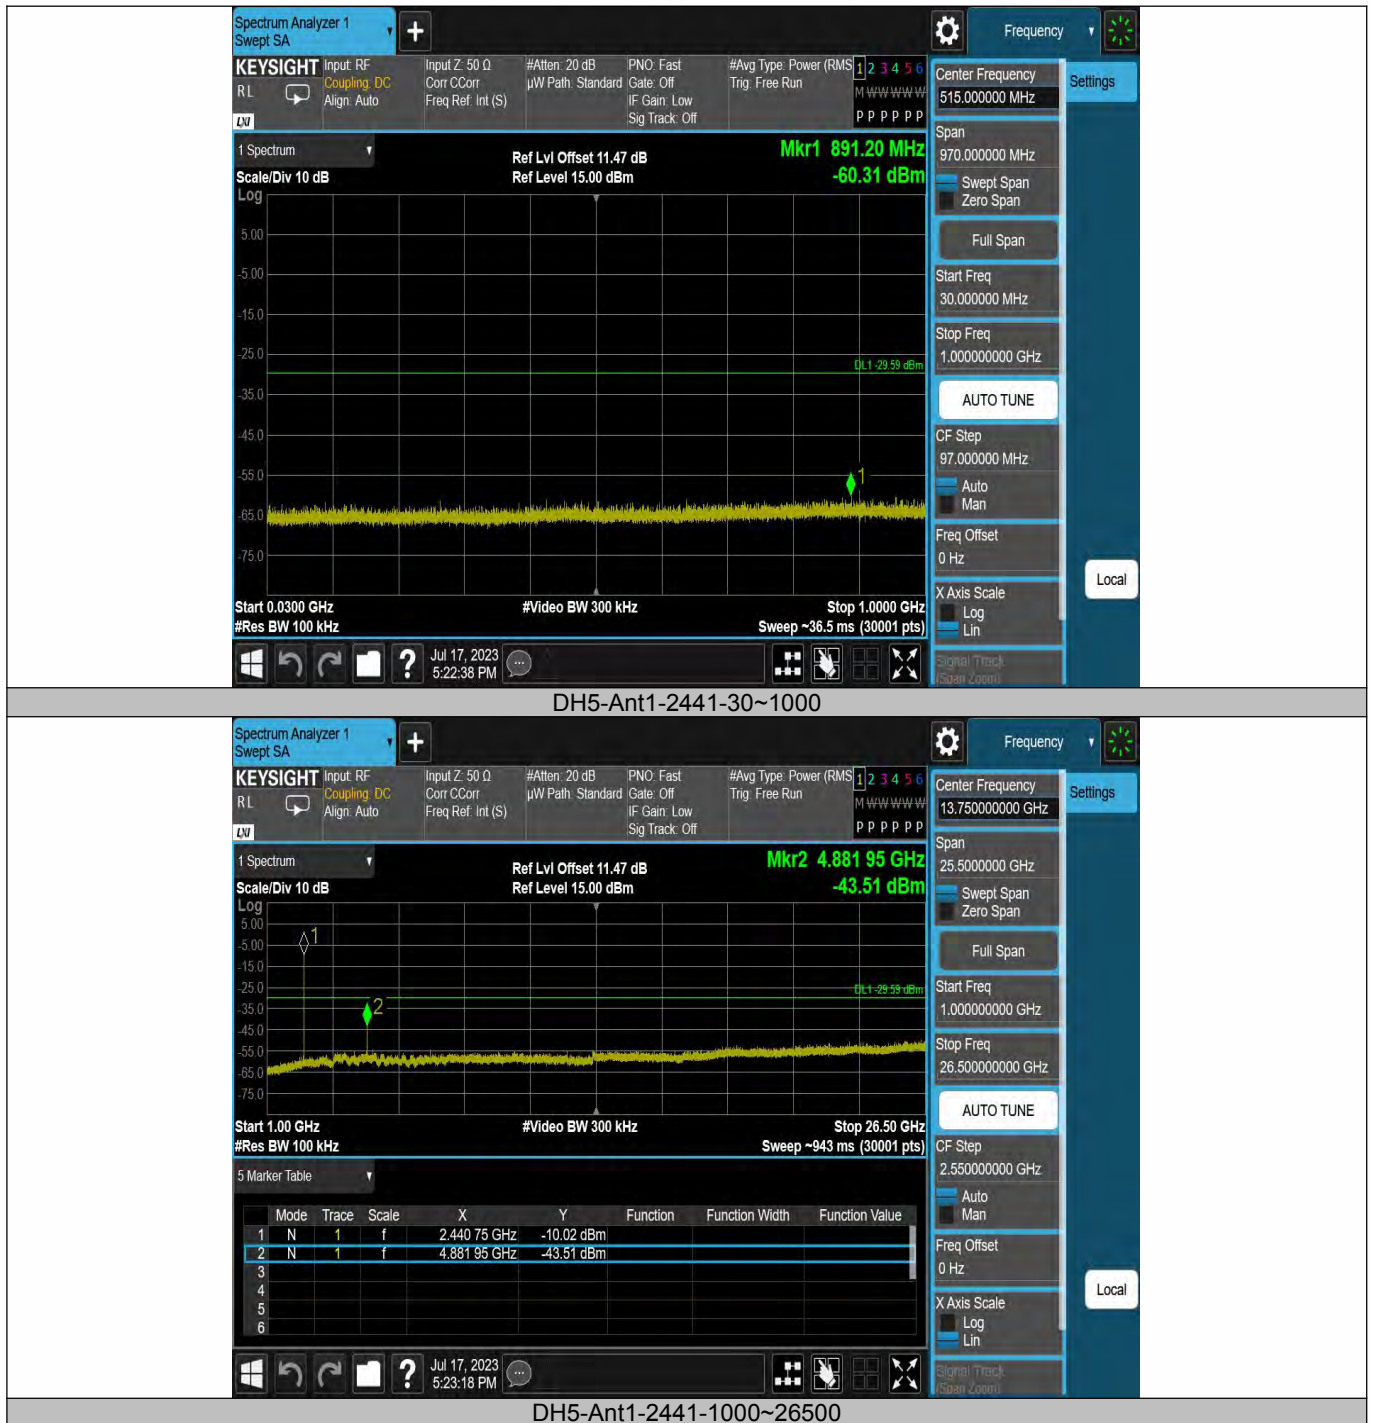 Spectrum Analyzer 1
Swept SA
+
Frequency
KEYSIGHT
RL
LXI
Input: RF
Coupling: DC
Align: Auto
Input Z: 50 Ω
Corr CCorr
Freq Ref: Int (S)
#Atten: 20 dB
µW Path: Standard
PNO: Fast
Gate: Off
IF Gain: Low
Sig Track: Off
#Avg Type: Power (RMS
Trig: Free Run
1 2 3 4 5 6
M W W W W W
P P P P P P
Center Frequency
515.000000 MHz
Settings
Span
970.000000 MHz
Swept Span
Zero Span
Full Span
Start Freq
30.000000 MHz
Stop Freq
1.000000000 GHz
AUTO TUNE
CF Step
97.000000 MHz
Auto
Man
Freq Offset
0 Hz
X Axis Scale
Log
Lin
Signal Track
(Span Zoom)
Local
1 Spectrum
Scale/Div 10 dB
Ref Lvl Offset 11.47 dB
Ref Level 15.00 dBm
Mkr1 891.20 MHz
-60.31 dBm
Log
5.00
-5.00
-15.0
-25.0
DL1 -29.59 dBm
-35.0
-45.0
-55.0
1
-65.0
-75.0
Start 0.0300 GHz
#Video BW 300 kHz
Stop 1.0000 GHz
#Res BW 100 kHz
Sweep ~36.5 ms (30001 pts)
?
Jul 17, 2023
5:22:38 PM
DH5-Ant1-2441-30~1000
Spectrum Analyzer 1
Swept SA
+
Frequency
KEYSIGHT
RL
LXI
Input: RF
Coupling: DC
Align: Auto
Input Z: 50 Ω
Corr CCorr
Freq Ref: Int (S)
#Atten: 20 dB
µW Path: Standard
PNO: Fast
Gate: Off
IF Gain: Low
Sig Track: Off
#Avg Type: Power (RMS
Trig: Free Run
1 2 3 4 5 6
M W W W W W
P P P P P P
Center Frequency
13.750000000 GHz
Settings
Span
25.5000000 GHz
Swept Span
Zero Span
Full Span
Start Freq
1.000000000 GHz
Stop Freq
26.500000000 GHz
AUTO TUNE
CF Step
2.550000000 GHz
Auto
Man
Freq Offset
0 Hz
X Axis Scale
Log
Lin
Signal Track
(Span Zoom)
Local
1 Spectrum
Scale/Div 10 dB
Ref Lvl Offset 11.47 dB
Ref Level 15.00 dBm
Mkr2 4.881 95 GHz
-43.51 dBm
Log
5.00
1
-5.00
-15.0
-25.0
DL1 -29.59 dBm
2
-35.0
-45.0
-55.0
-65.0
-75.0
Start 1.00 GHz
#Video BW 300 kHz
Stop 26.50 GHz
#Res BW 100 kHz
Sweep ~943 ms (30001 pts)
5 Marker Table
Mode Trace Scale X Y Function Function Width Function Value
1 N 1 f 2.440 75 GHz -10.02 dBm
2 N 1 f 4.881 95 GHz -43.51 dBm
3
4
5
6
?
Jul 17, 2023
5:23:18 PM
DH5-Ant1-2441-1000~26500